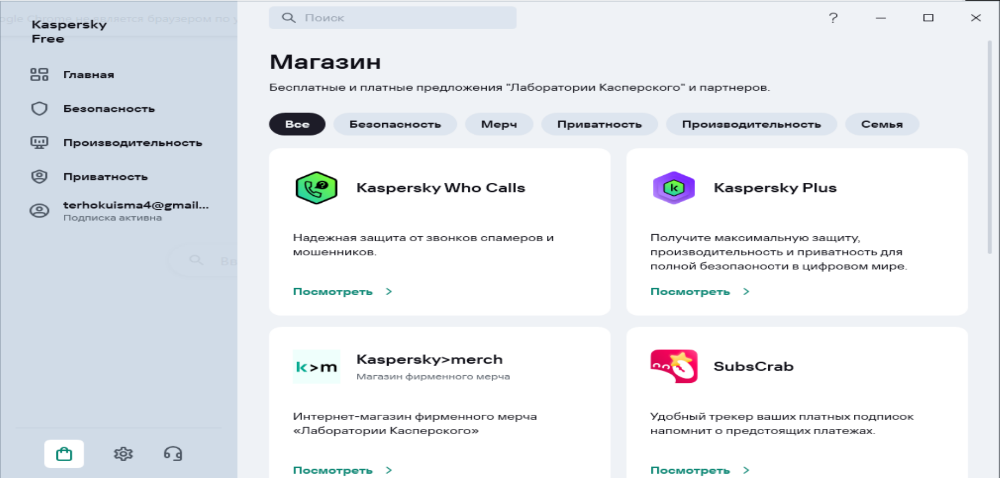 ogle Chrome не является браузером по у
Kaspersky
Free
Главная
Безопасность
Производительность
Приватность
terhokuisma4@gmail...
Подписка активна
Вв
Поиск
?
Магазин
Бесплатные и платные предложения "Лаборатории Касперского" и партнеров.
Все
Безопасность
Мерч
Приватность
Производительность
Семья
Kaspersky Who Calls
Надежная защита от звонков спамеров и
мошенников.
Посмотреть >
k
Kaspersky Plus
Получите максимальную защиту,
производительность и приватность для
полной безопасности в цифровом мире.
Посмотреть >
k>m
Kaspersky>merch
Магазин фирменного мерча
Интернет-магазин фирменного мерча
«Лаборатории Касперского»
Посмотреть >
SubsCrab
Удобный трекер ваших платных подписок
напомнит о предстоящих платежах.
Посмотреть >